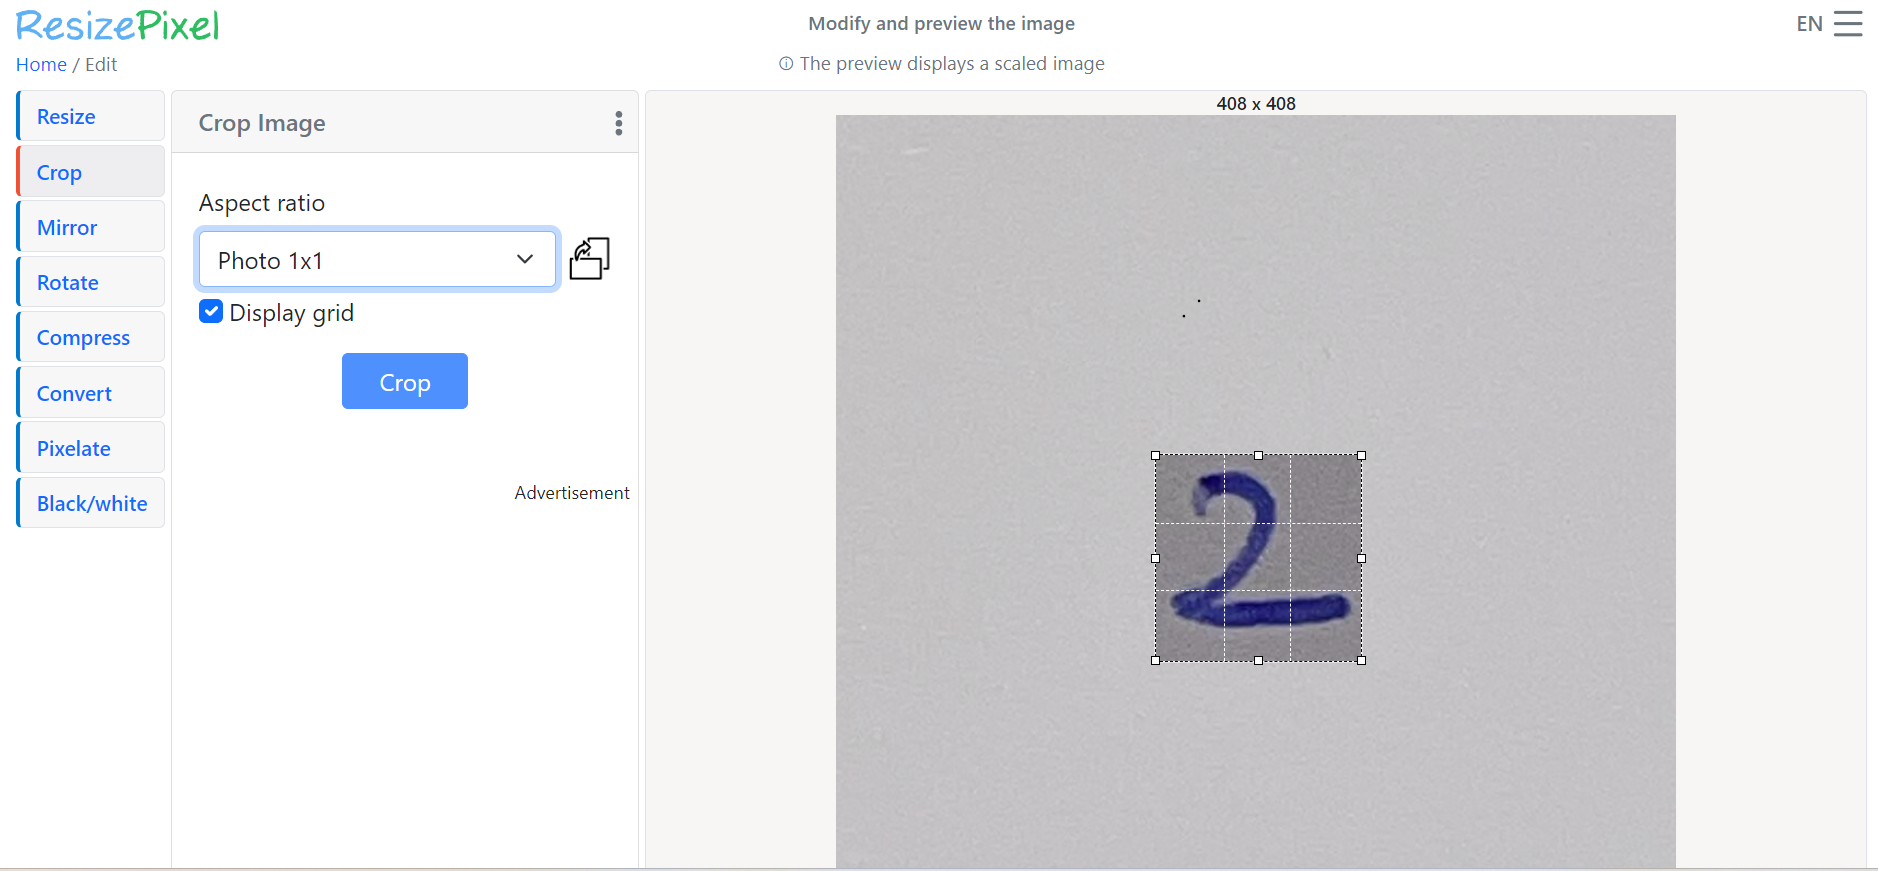 ResizePixel
Modify and preview the image
EN
Home / Edit
The preview displays a scaled image
Resize
Crop
Mirror
Rotate
Compress
Convert
Pixelate
Black/white
Crop Image
Aspect ratio
Photo 1x1
Display grid
Crop
Advertisement
408 x 408
2